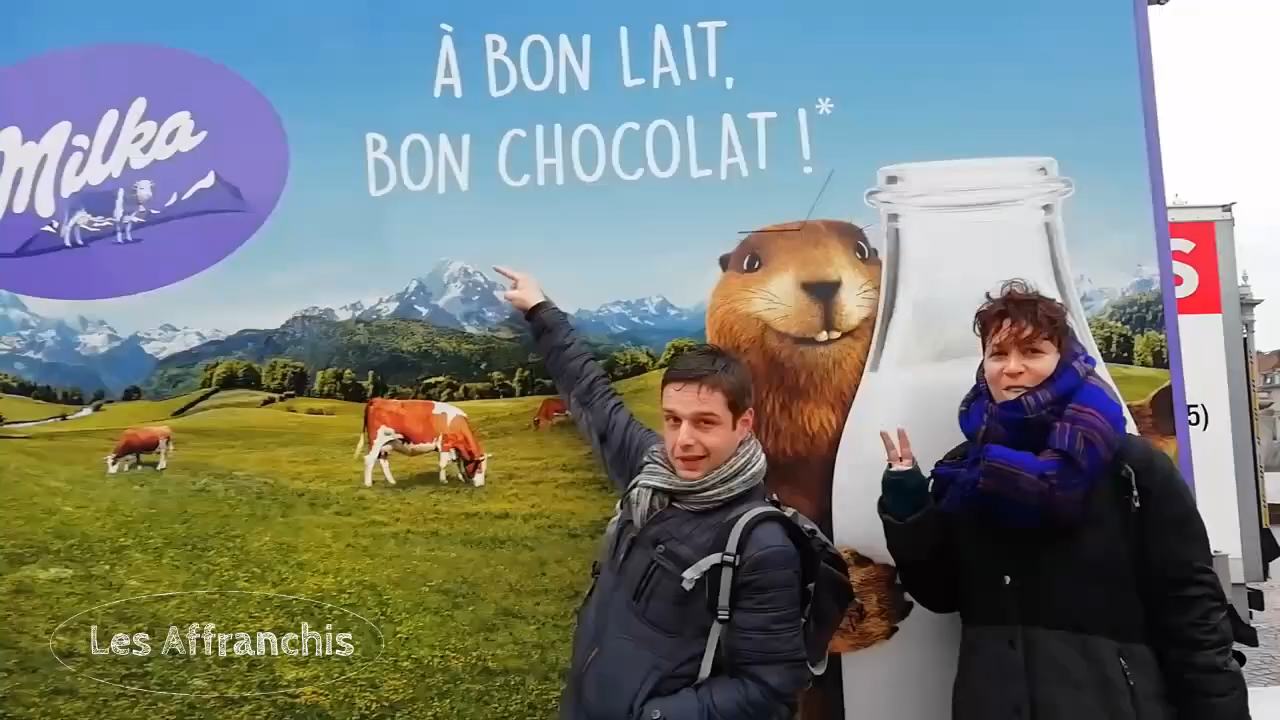 À BON LAIT,
BON CHOCOLAT !*
Milka
S
5)
Les Affranchis